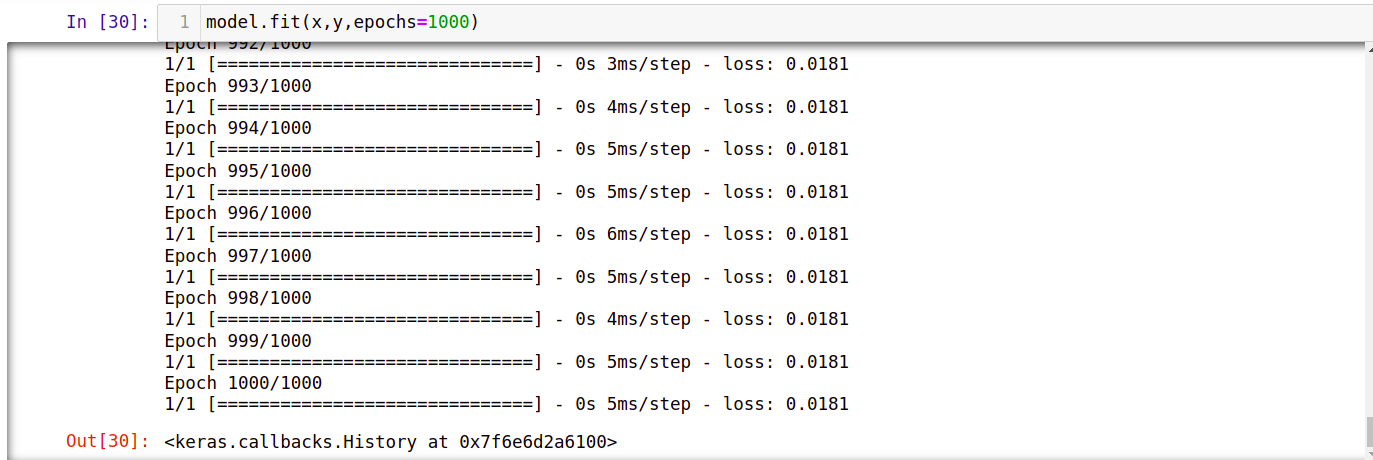 In [30]: 1 model.fit(x,y,epochs=1000)
Epoch 992/1000
1/1 [==============================] - 0s 3ms/step - loss: 0.0181
Epoch 993/1000
1/1 [==============================] - 0s 4ms/step - loss: 0.0181
Epoch 994/1000
1/1 [==============================] - 0s 5ms/step - loss: 0.0181
Epoch 995/1000
1/1 [==============================] - 0s 5ms/step - loss: 0.0181
Epoch 996/1000
1/1 [==============================] - 0s 6ms/step - loss: 0.0181
Epoch 997/1000
1/1 [==============================] - 0s 5ms/step - loss: 0.0181
Epoch 998/1000
1/1 [==============================] - 0s 4ms/step - loss: 0.0181
Epoch 999/1000
1/1 [==============================] - 0s 5ms/step - loss: 0.0181
Epoch 1000/1000
1/1 [==============================] - 0s 5ms/step - loss: 0.0181
Out[30]: <keras.callbacks.History at 0x7f6e6d2a6100>